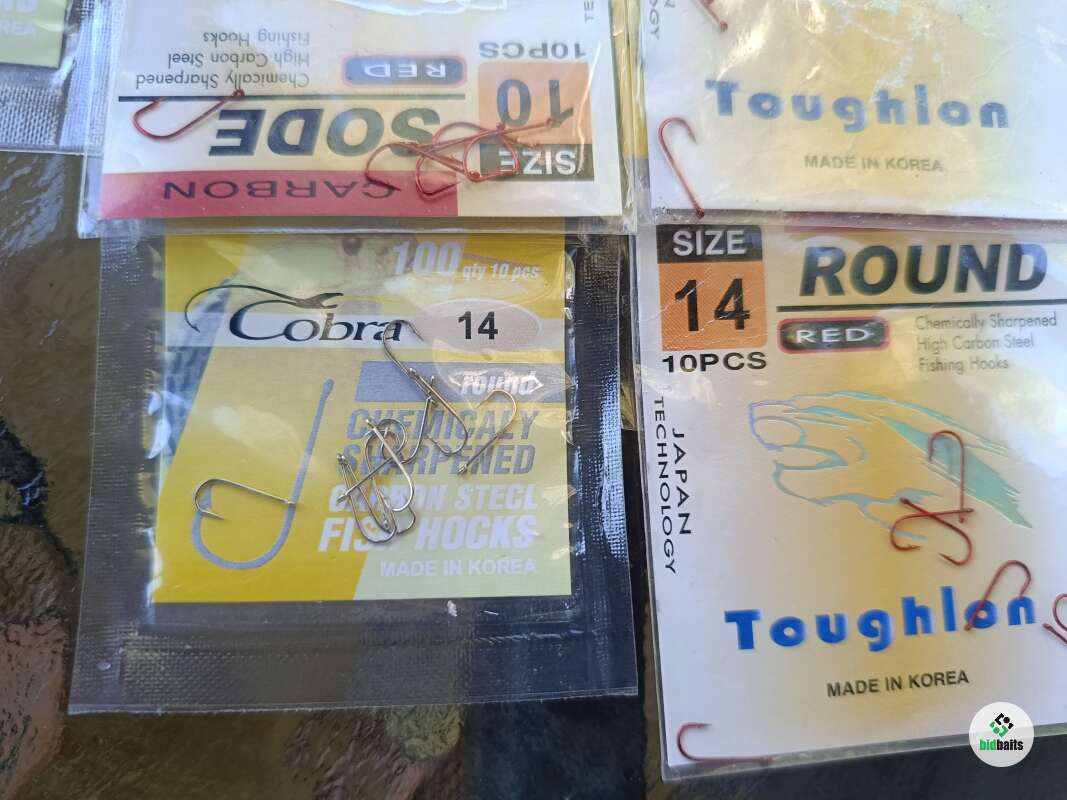 Fishing Hooks
High Carbon Steel
Chemically Sharpened
RED
10PCS
10
SIZE
SODE
CARBON
Toughlon
MADE IN KOREA
100 qty 10 pcs
Cobra
14
round
CHEMICALY
SHARPENED
CARBON STECL
FISH HOCKS
MADE IN KOREA
SIZE
14
10PCS
ROUND
RED
Chemically Sharpened
High Carbon Steel
Fishing Hooks
JAPAN
TECHNOLOGY
Toughlon
MADE IN KOREA
bidbaits